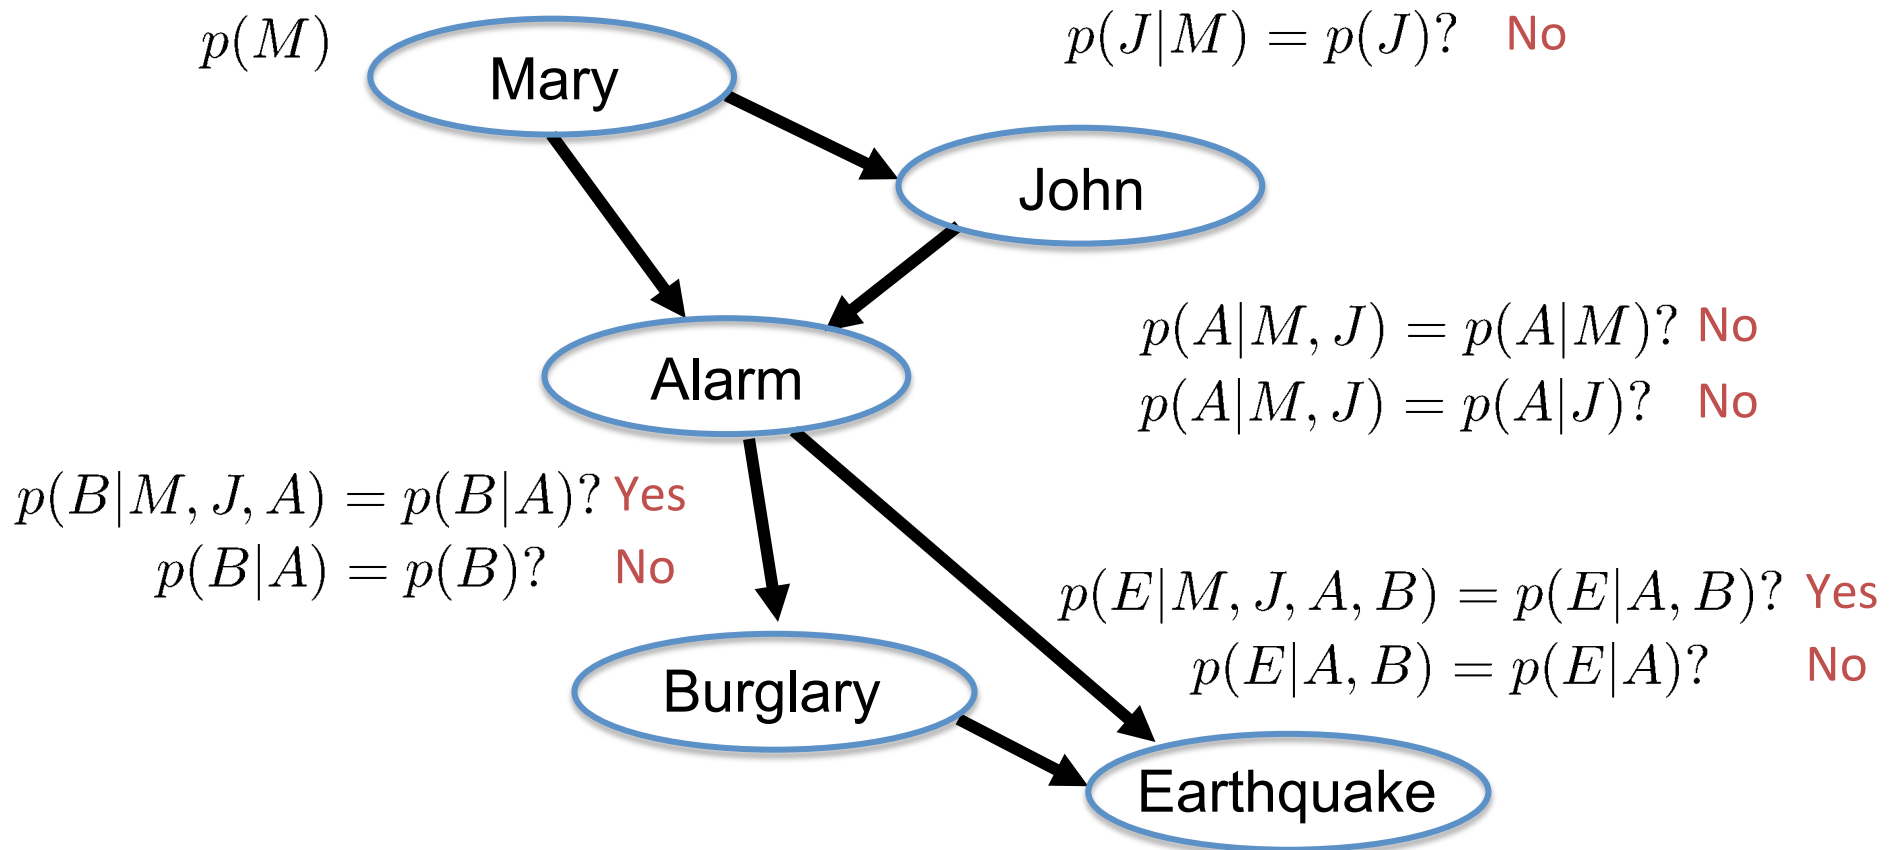 p(M)
Mary
p(J|M) = p(J)? No
John
p(A|M, J) = p(A|M)? No
Alarm
p(A|M, J) = p(A|J)? No
p(B|M, J, A) = p(B|A)? Yes
p(B|A) = p(B)? No
p(E|M, J, A, B) = p(E|A, B)? Yes
p(E|A, B) = p(E|A)? No
Burglary
Earthquake